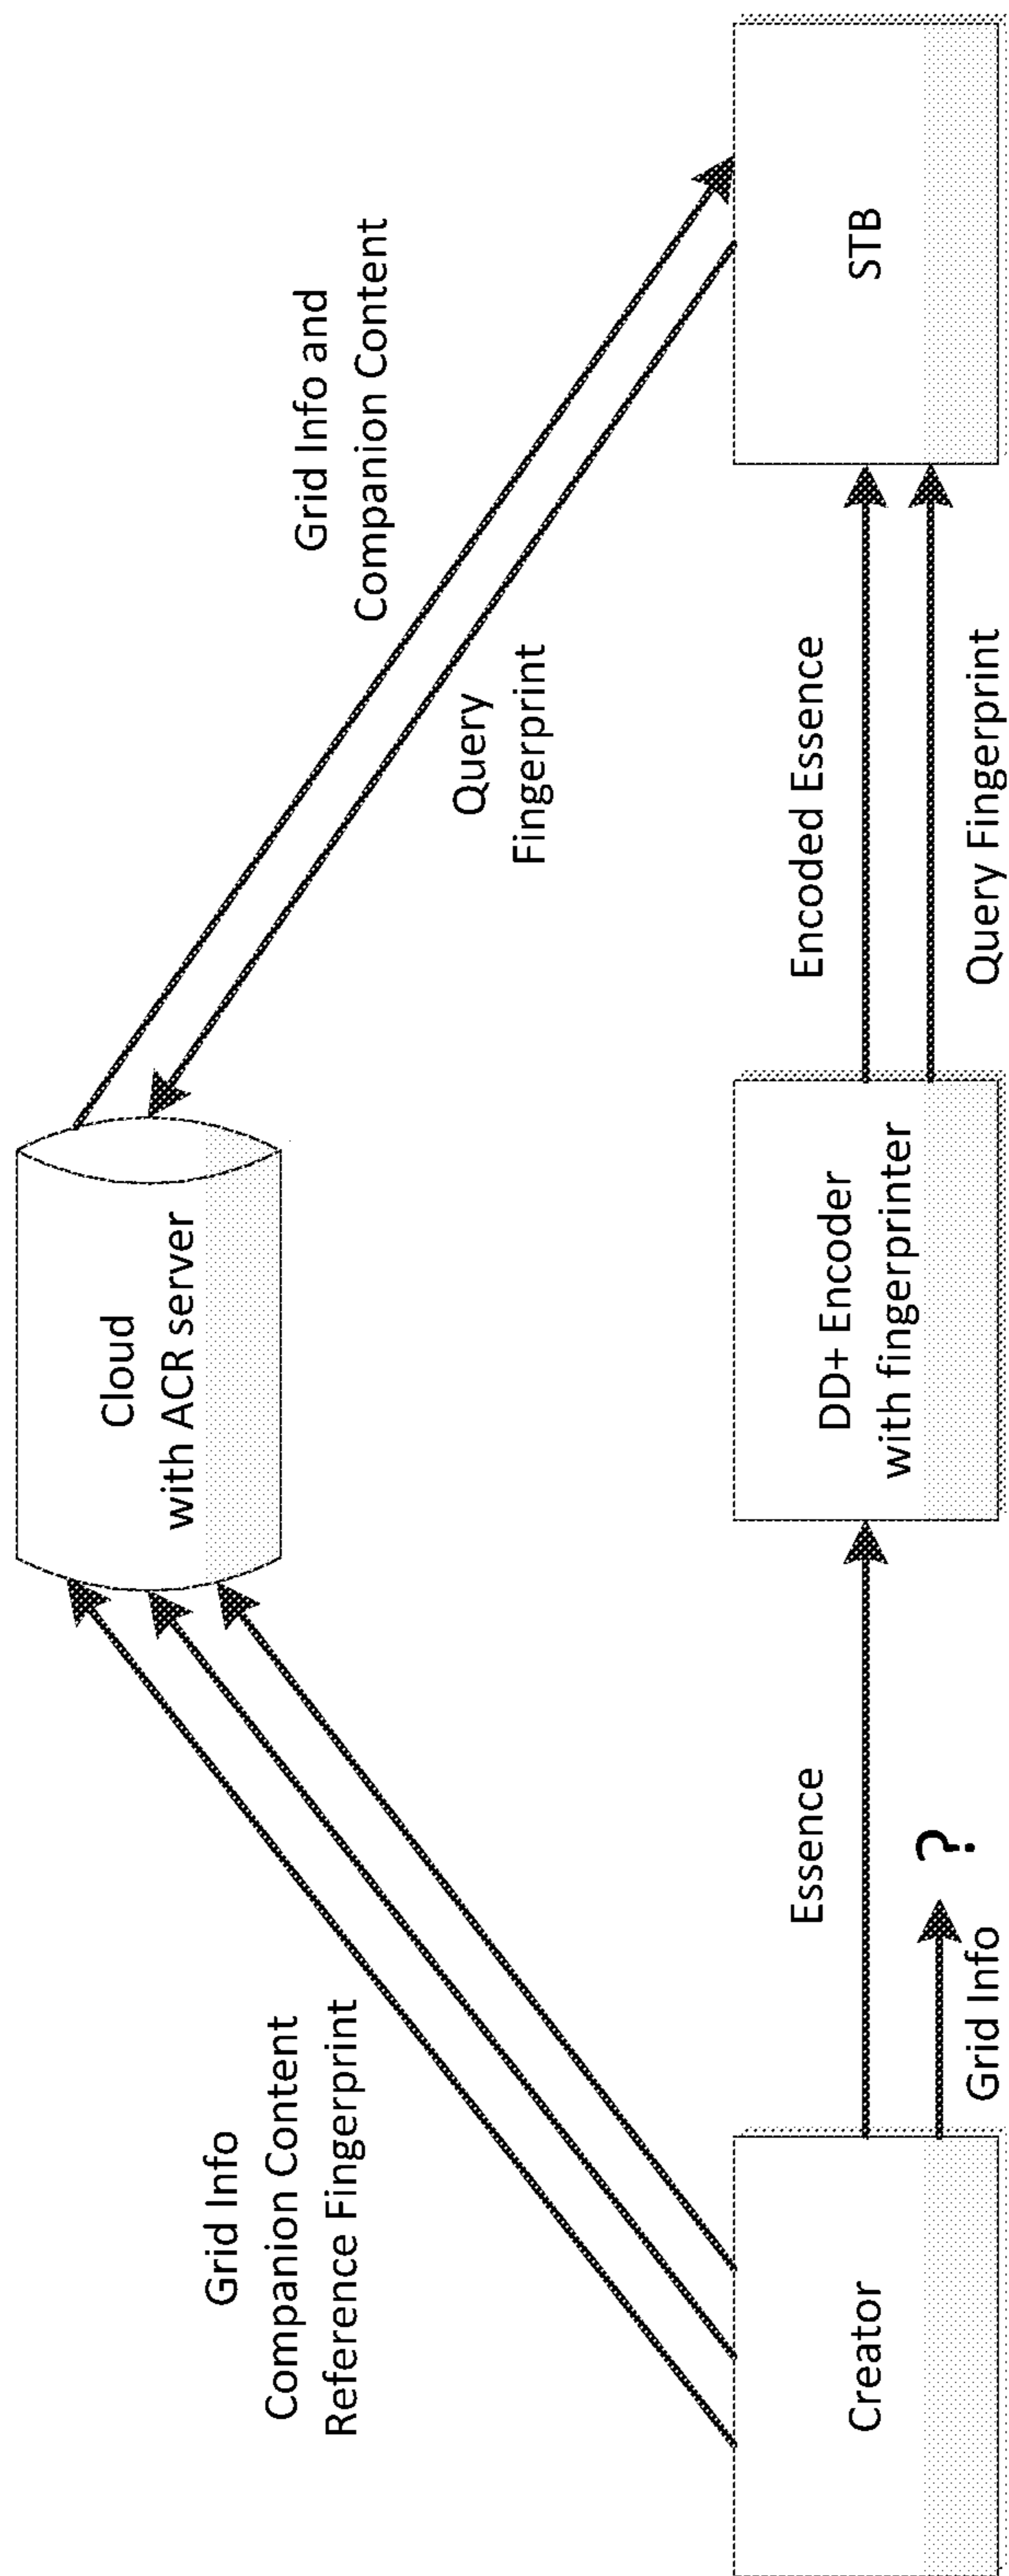 Grid Info
Companion Content
Reference Fingerprint
Cloud
with ACR server
Grid Info and
Companion Content
Query
Fingerprint
Creator
Essence
Grid Info
?
DD+ Encoder
with fingerprinter
Encoded Essence
Query Fingerprint
STB